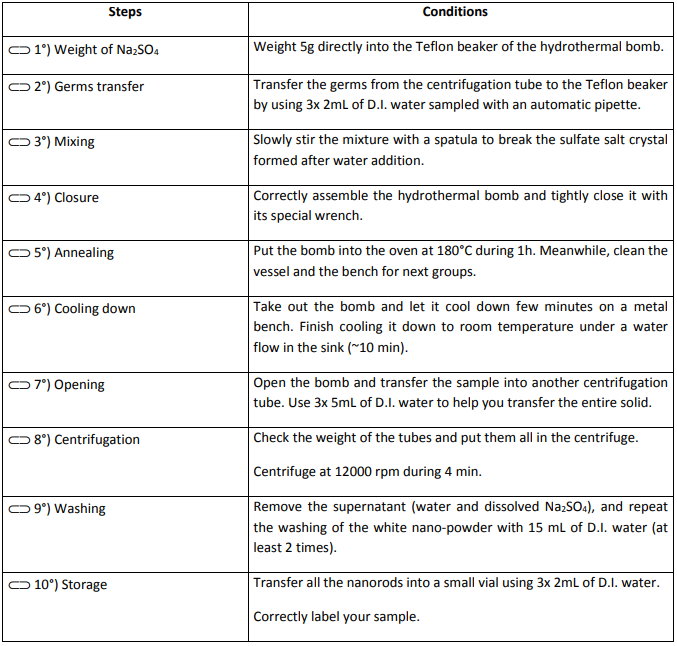 Steps Conditions
⊂⊃ 1°) Weight of Na₂SO₄ Weight 5g directly into the Teflon beaker of the hydrothermal bomb.
⊂⊃ 2°) Germs transfer Transfer the germs from the centrifugation tube to the Teflon beaker
by using 3x 2mL of D.I. water sampled with an automatic pipette.
⊂⊃ 3°) Mixing Slowly stir the mixture with a spatula to break the sulfate salt crystal
formed after water addition.
⊂⊃ 4°) Closure Correctly assemble the hydrothermal bomb and tightly close it with
its special wrench.
⊂⊃ 5°) Annealing Put the bomb into the oven at 180°C during 1h. Meanwhile, clean the
vessel and the bench for next groups.
⊂⊃ 6°) Cooling down Take out the bomb and let it cool down few minutes on a metal
bench. Finish cooling it down to room temperature under a water
flow in the sink (~10 min).
⊂⊃ 7°) Opening Open the bomb and transfer the sample into another centrifugation
tube. Use 3x 5mL of D.I. water to help you transfer the entire solid.
⊂⊃ 8°) Centrifugation Check the weight of the tubes and put them all in the centrifuge.
Centrifuge at 12000 rpm during 4 min.
⊂⊃ 9°) Washing Remove the supernatant (water and dissolved Na₂SO₄), and repeat
the washing of the white nano-powder with 15 mL of D.I. water (at
least 2 times).
⊂⊃ 10°) Storage Transfer all the nanorods into a small vial using 3x 2mL of D.I. water.
Correctly label your sample.